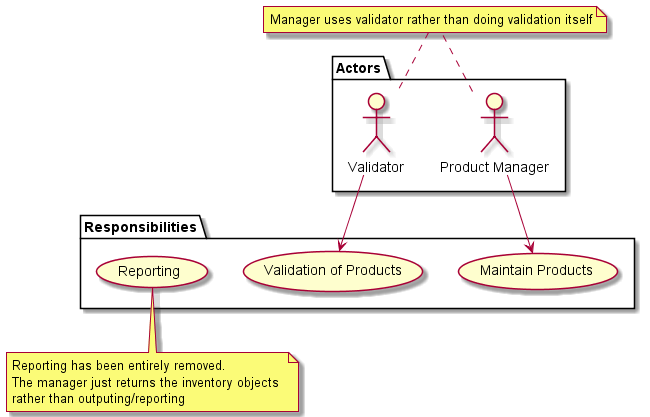 Manager uses validator rather than doing validation itself
Actors
Validator
Product Manager
Responsibilities
Reporting
Validation of Products
Maintain Products
Reporting has been entirely removed.
The manager just returns the inventory objects
rather than outputing/reporting